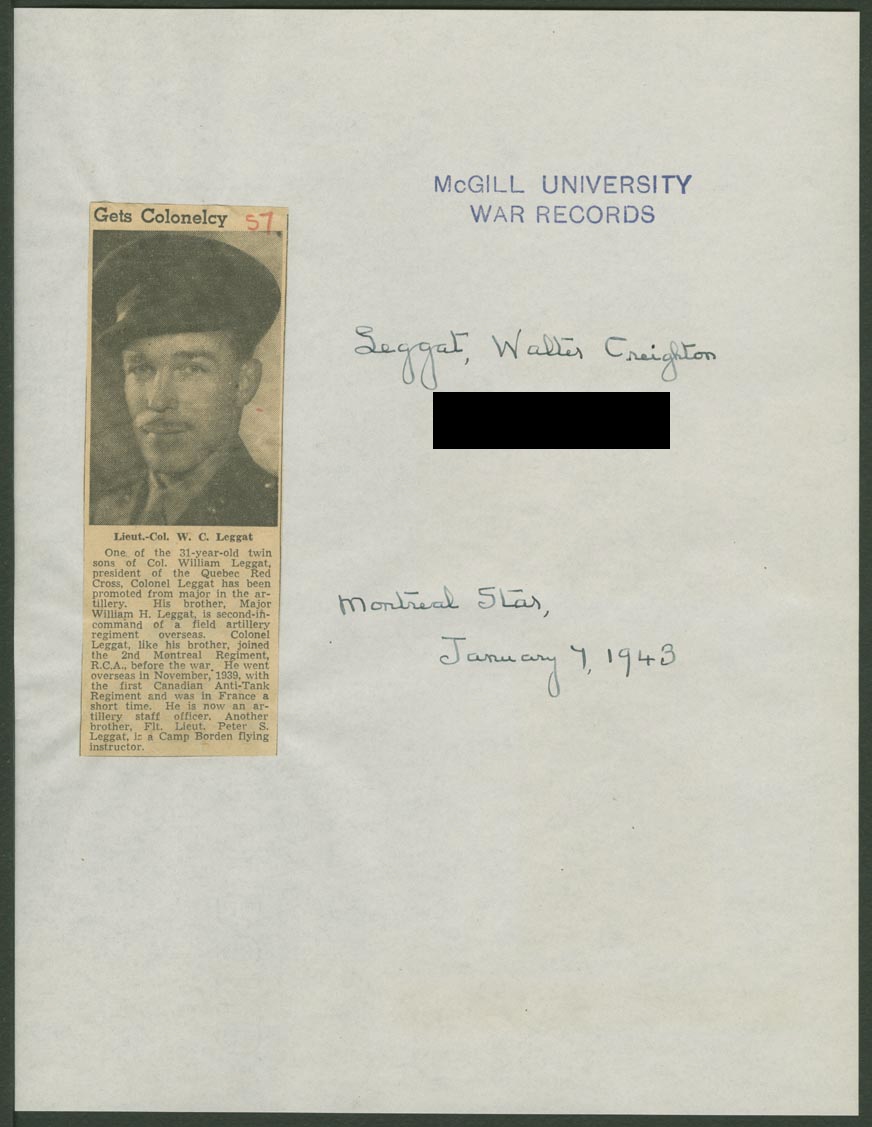 McGILL UNIVERSITY
WAR RECORDS
Gets Colonelcy 57
Leggat, Walter Creighton
Lieut.-Col. W. C. Leggat
One of the 31-year-old twin
sons of Col. William Leggat,
president of the Quebec Red
Cross, Colonel Leggat has been
promoted from major in the ar-
tillery. His brother, Major
William H. Leggat, is second-in-
command of a field artillery
regiment overseas. Colonel
Leggat, like his brother, joined
the 2nd Montreal Regiment,
R.C.A., before the war. He went
overseas in November, 1939, with
the first Canadian Anti-Tank
Regiment and was in France a
short time. He is now an ar-
tillery staff officer. Another
brother, Flt. Lieut. Peter S.
Leggat, is a Camp Borden flying
instructor.
Montreal Star,
January 7, 1943